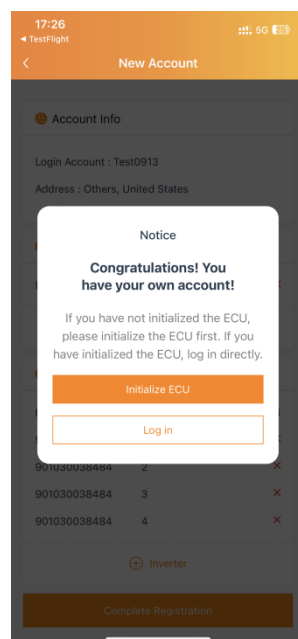 17:26
5G
◄ TestFlight
New Account
Account Info
Login Account : Test0913
Address : Others, United States
Notice
Congratulations! You
have your own account!
If you have not initialized the ECU,
please initialize the ECU first. If you
have initialized the ECU, log in directly.
Initialize ECU
Log in
901030038484 2
901030038484 3
901030038484 4
Inverter
Complete Registration